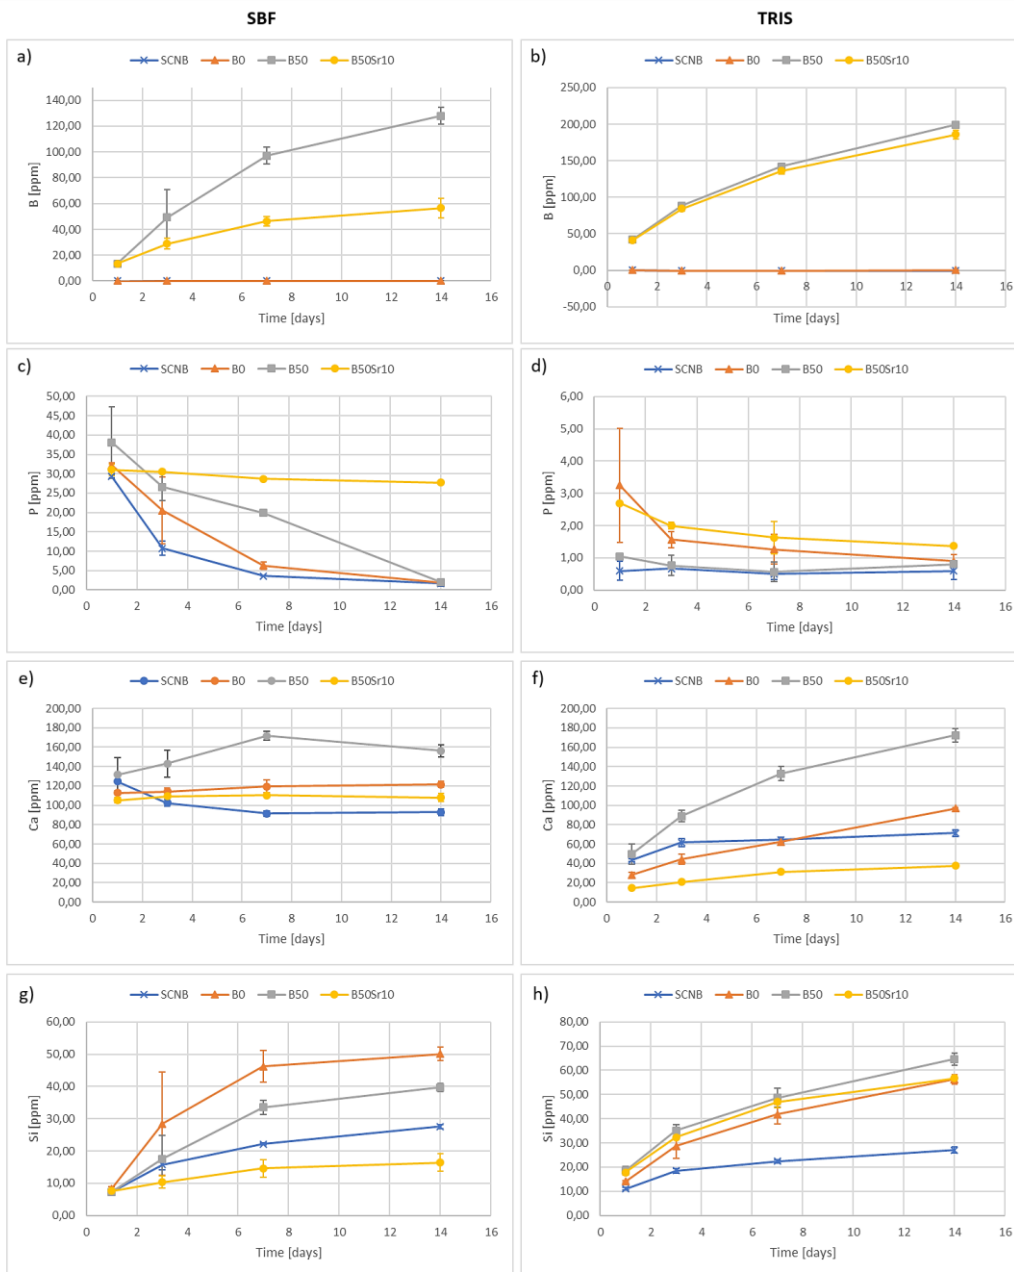 SBF
TRIS
a)
SCNB B0 B50 B50Sr10
140,00
120,00
100,00
80,00
60,00
40,00
20,00
0,00
B [ppm]
0 2 4 6 8 10 12 14 16
Time [days]
b)
SCNB B0 B50 B50Sr10
250,00
200,00
150,00
100,00
50,00
0,00
-50,00
B [ppm]
0 2 4 6 8 10 12 14 16
Time [days]
c)
SCNB B0 B50 B50Sr10
50,00
45,00
40,00
35,00
30,00
25,00
20,00
15,00
10,00
5,00
0,00
P [ppm]
0 2 4 6 8 10 12 14 16
Time [days]
d)
SCNB B0 B50 B50Sr10
6,00
5,00
4,00
3,00
2,00
1,00
0,00
P [ppm]
0 2 4 6 8 10 12 14 16
Time [days]
e)
SCNB B0 B50 B50Sr10
200,00
180,00
160,00
140,00
120,00
100,00
80,00
60,00
40,00
20,00
0,00
Ca [ppm]
0 2 4 6 8 10 12 14 16
Time [days]
f)
SCNB B0 B50 B50Sr10
200,00
180,00
160,00
140,00
120,00
100,00
80,00
60,00
40,00
20,00
0,00
Ca [ppm]
0 2 4 6 8 10 12 14 16
Time [days]
g)
SCNB B0 B50 B50Sr10
60,00
50,00
40,00
30,00
20,00
10,00
0,00
Si [ppm]
0 2 4 6 8 10 12 14 16
Time [days]
h)
SCNB B0 B50 B50Sr10
80,00
70,00
60,00
50,00
40,00
30,00
20,00
10,00
0,00
Si [ppm]
0 2 4 6 8 10 12 14 16
Time [days]